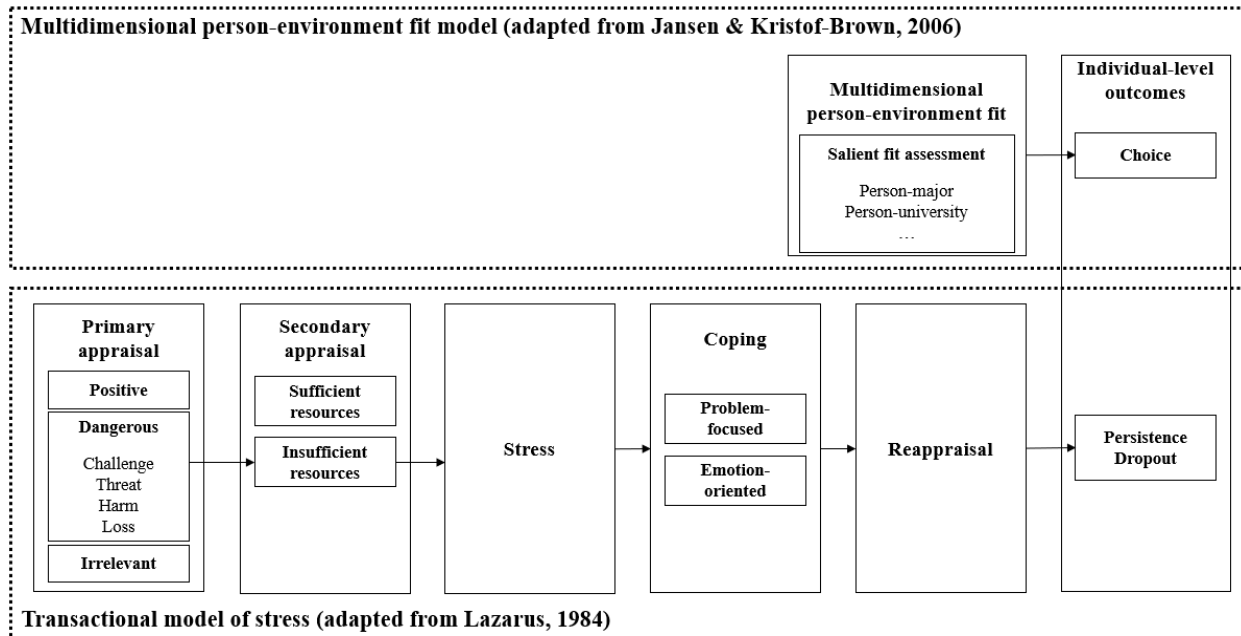 Multidimensional person-environment fit model (adapted from Jansen & Kristof-Brown, 2006)
Multidimensional
person-environment fit
Salient fit assessment
Person-major
Person-university
…
Individual-level
outcomes
Choice
Primary
appraisal
Positive
Dangerous
Challenge
Threat
Harm
Loss
Irrelevant
Secondary
appraisal
Sufficient
resources
Insufficient
resources
Stress
Coping
Problem-
focused
Emotion-
oriented
Reappraisal
Persistence
Dropout
Transactional model of stress (adapted from Lazarus, 1984)